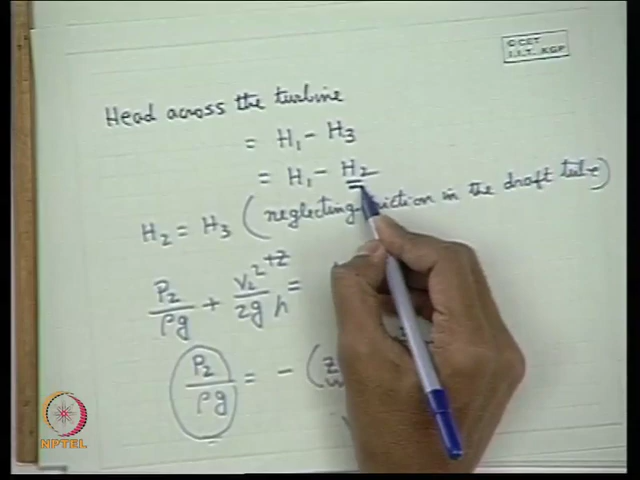 © CET
I.I.T. KGP
Head across the turbine
= H₁ - H₃
= H₁ - H₂
H₂ = H₃ (neglecting friction in the draft tube)
P₂/ρg + V₂²/2g + z =
P₂/ρg = - (z
NPTEL